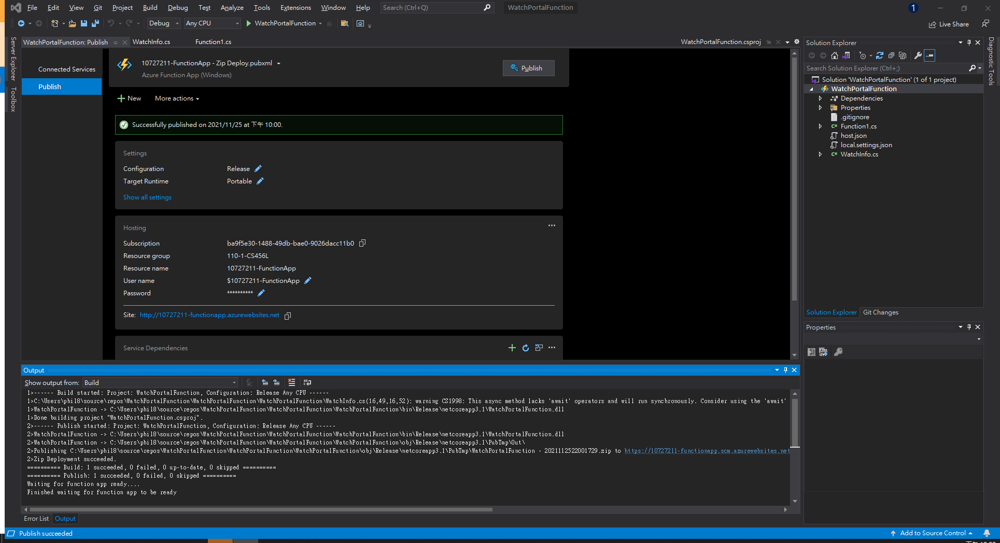 File Edit View Git Project Build Debug Test Analyze Tools Extensions Window Help Search (Ctrl+Q) WatchPortalFunction 1
Debug Any CPU WatchPortalFunction Live Share
Server Explorer
Toolbox
WatchPortalFunction: Publish WatchInfo.cs Function1.cs WatchPortalFunction.csproj
Connected Services
Publish
10727211-FunctionApp - Zip Deploy.pubxml
Azure Function App (Windows)
Publish
New More actions
Successfully published on 2021/11/25 at 下午 10:00.
Settings
Configuration Release
Target Runtime Portable
Show all settings
Hosting
Subscription ba9f5e30-1488-49db-bae0-9026dacc11b0
Resource group 110-1-CS456L
Resource name 10727211-FunctionApp
User name $10727211-FunctionApp
Password **********
Site: http://10727211-functionapp.azurewebsites.net
Service Dependencies
Output
Show output from: Build
1>------ Build started: Project: WatchPortalFunction, Configuration: Release Any CPU ------
1>C:\Users\phil8\source\repos\WatchPortalFunction\WatchPortalFunction\WatchPortalFunction\WatchInfo.cs(16,49,16,52): warning CS1998: This async method lacks 'await' operators and will run synchronously. Consider using the 'await'
1>WatchPortalFunction -> C:\Users\phil8\source\repos\WatchPortalFunction\WatchPortalFunction\WatchPortalFunction\bin\Release\netcoreapp3.1\WatchPortalFunction.dll
1>Done building project "WatchPortalFunction.csproj".
2>------ Publish started: Project: WatchPortalFunction, Configuration: Release Any CPU ------
2>WatchPortalFunction -> C:\Users\phil8\source\repos\WatchPortalFunction\WatchPortalFunction\WatchPortalFunction\bin\Release\netcoreapp3.1\WatchPortalFunction.dll
2>WatchPortalFunction -> C:\Users\phil8\source\repos\WatchPortalFunction\WatchPortalFunction\WatchPortalFunction\obj\Release\netcoreapp3.1\PubTmp\Out\
2>Publishing C:\Users\phil8\source\repos\WatchPortalFunction\WatchPortalFunction\WatchPortalFunction\obj\Release\netcoreapp3.1\PubTmp\WatchPortalFunction - 20211125220017​29.zip to https://10727211-functionapp.scm.azurewebsites.net
2>Zip Deployment succeeded.
========== Build: 1 succeeded, 0 failed, 0 up-to-date, 0 skipped ==========
========== Publish: 1 succeeded, 0 failed, 0 skipped ==========
Waiting for function app ready....
Finished waiting for function app to be ready
Error List Output
Publish succeeded Add to Source Control
Solution Explorer
Search Solution Explorer (Ctrl+;)
Solution 'WatchPortalFunction' (1 of 1 project)
WatchPortalFunction
Dependencies
Properties
.gitignore
C# Function1.cs
host.json
local.settings.json
C# WatchInfo.cs
Solution Explorer Git Changes
Properties
Diagnostic Tools